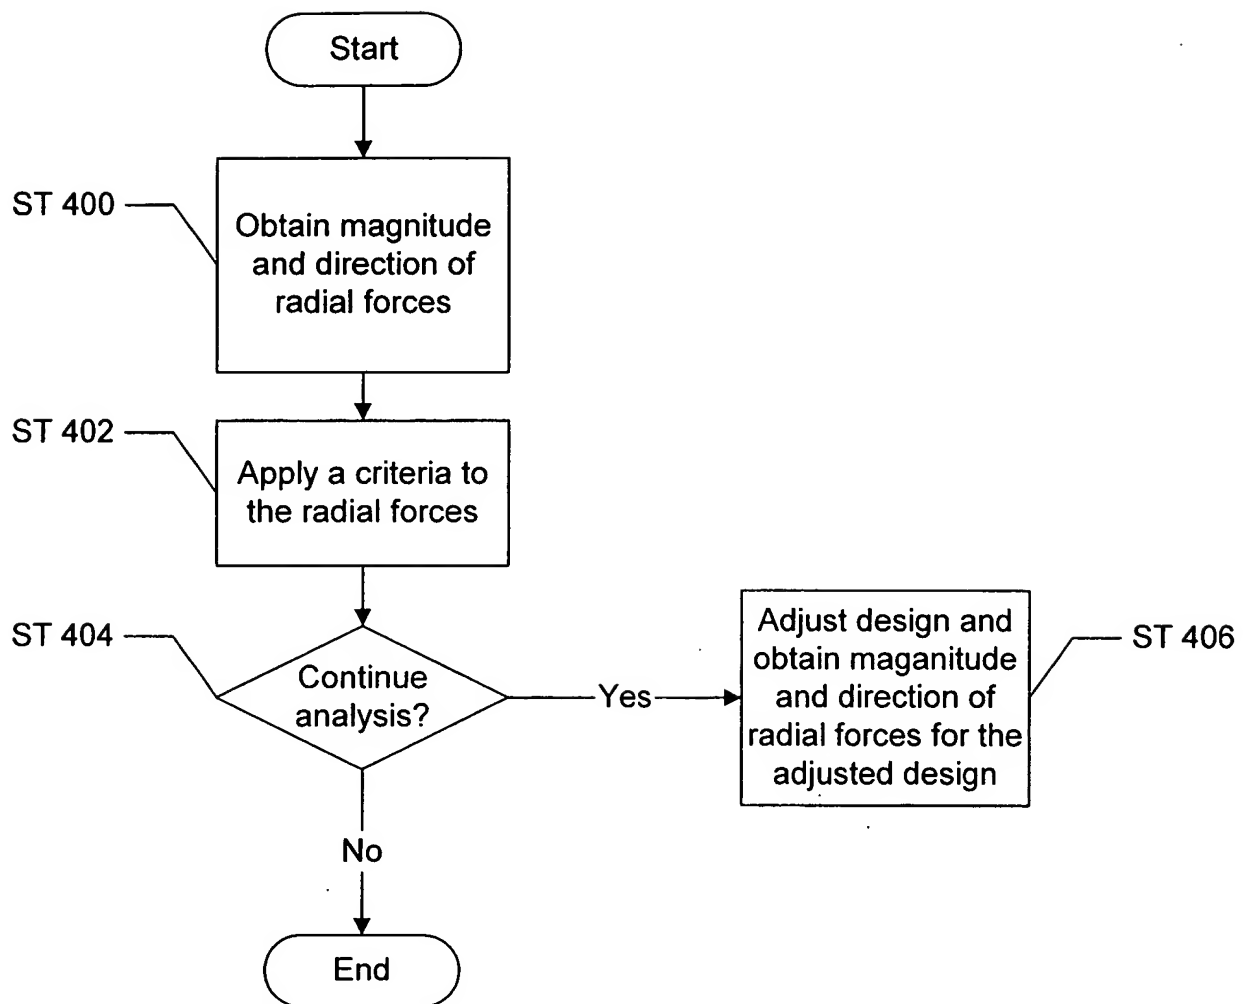 Start
ST 400
Obtain magnitude
and direction of
radial forces
ST 402
Apply a criteria to
the radial forces
ST 404
Continue
analysis?
Yes
Adjust design and
obtain maganitude
and direction of
radial forces for the
adjusted design
ST 406
No
End